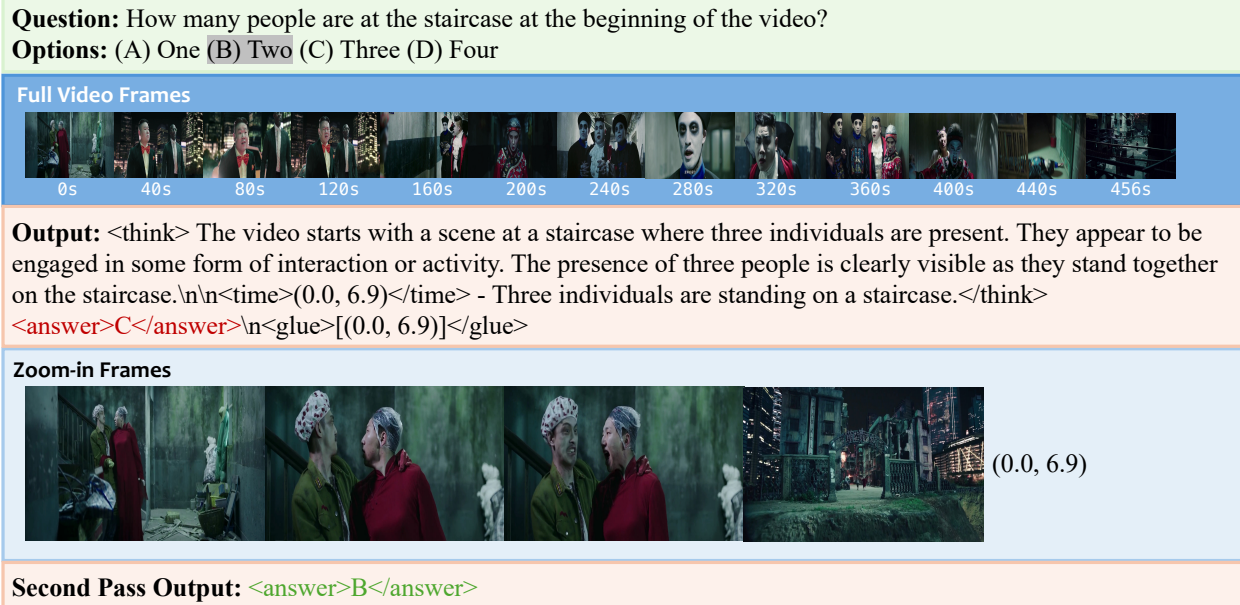 Question: How many people are at the staircase at the beginning of the video?
Options: (A) One (B) Two (C) Three (D) Four
Full Video Frames
0s 40s 80s 120s 160s 200s 240s 280s 320s 360s 400s 440s 456s
Output: <think> The video starts with a scene at a staircase where three individuals are present. They appear to be
engaged in some form of interaction or activity. The presence of three people is clearly visible as they stand together
on the staircase.\n\n<time>(0.0, 6.9)</time> - Three individuals are standing on a staircase.</think>
<answer>C</answer>\n<glue>[(0.0, 6.9)]</glue>
Zoom-in Frames
(0.0, 6.9)
Second Pass Output: <answer>B</answer>